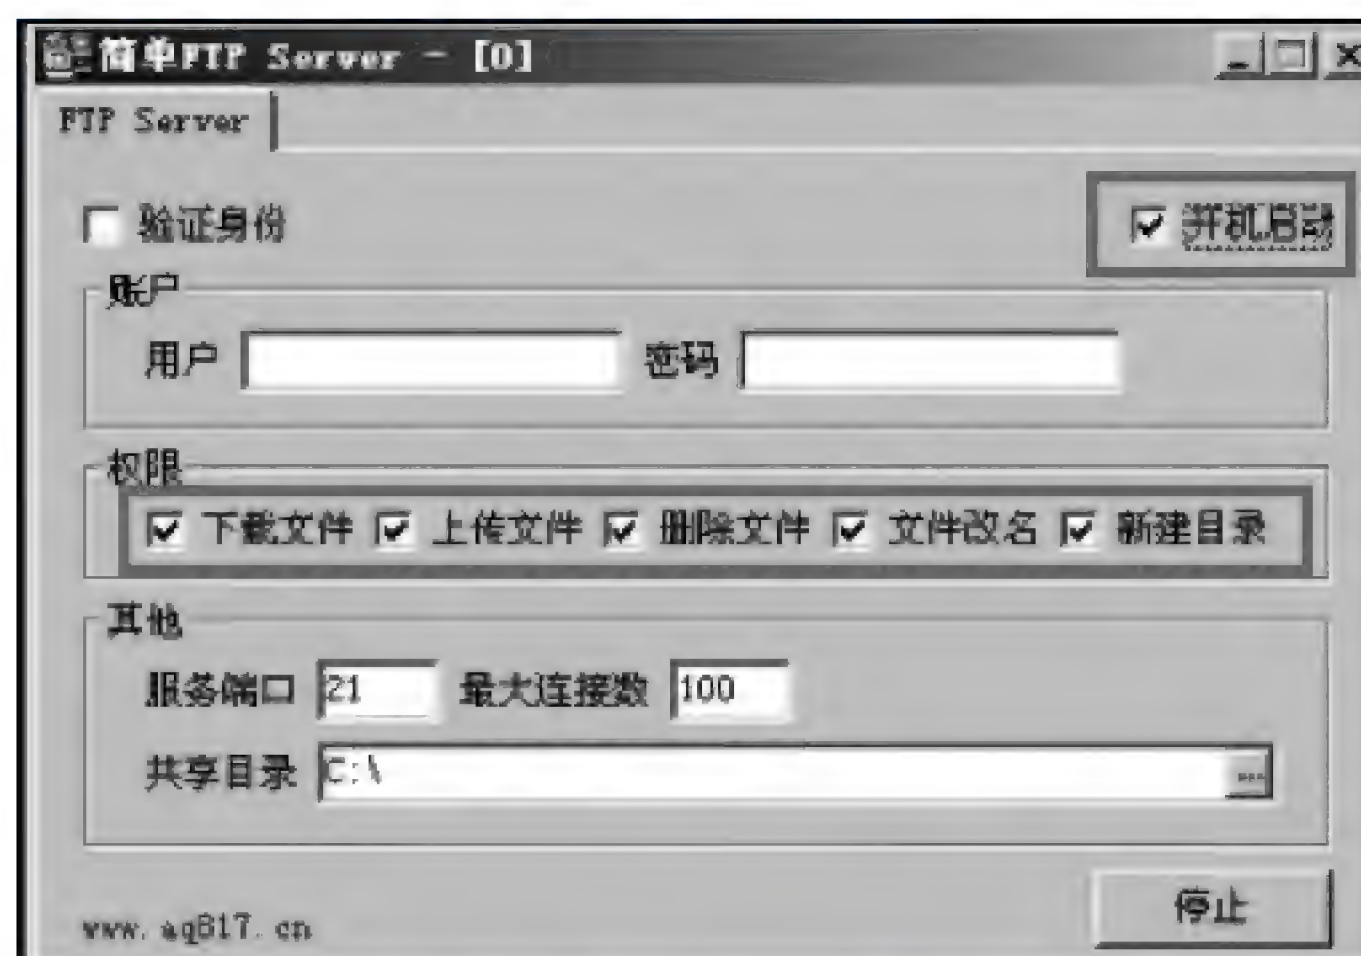 简单FTP Server - [0]
FTP Server
验证身份 开机启动
账户
用户 密码
权限
下载文件 上传文件 删除文件 文件改名 新建目录
其他
服务端口 21 最大连接数 100
共享目录 C:\ ...
www.aq817.cn 停止